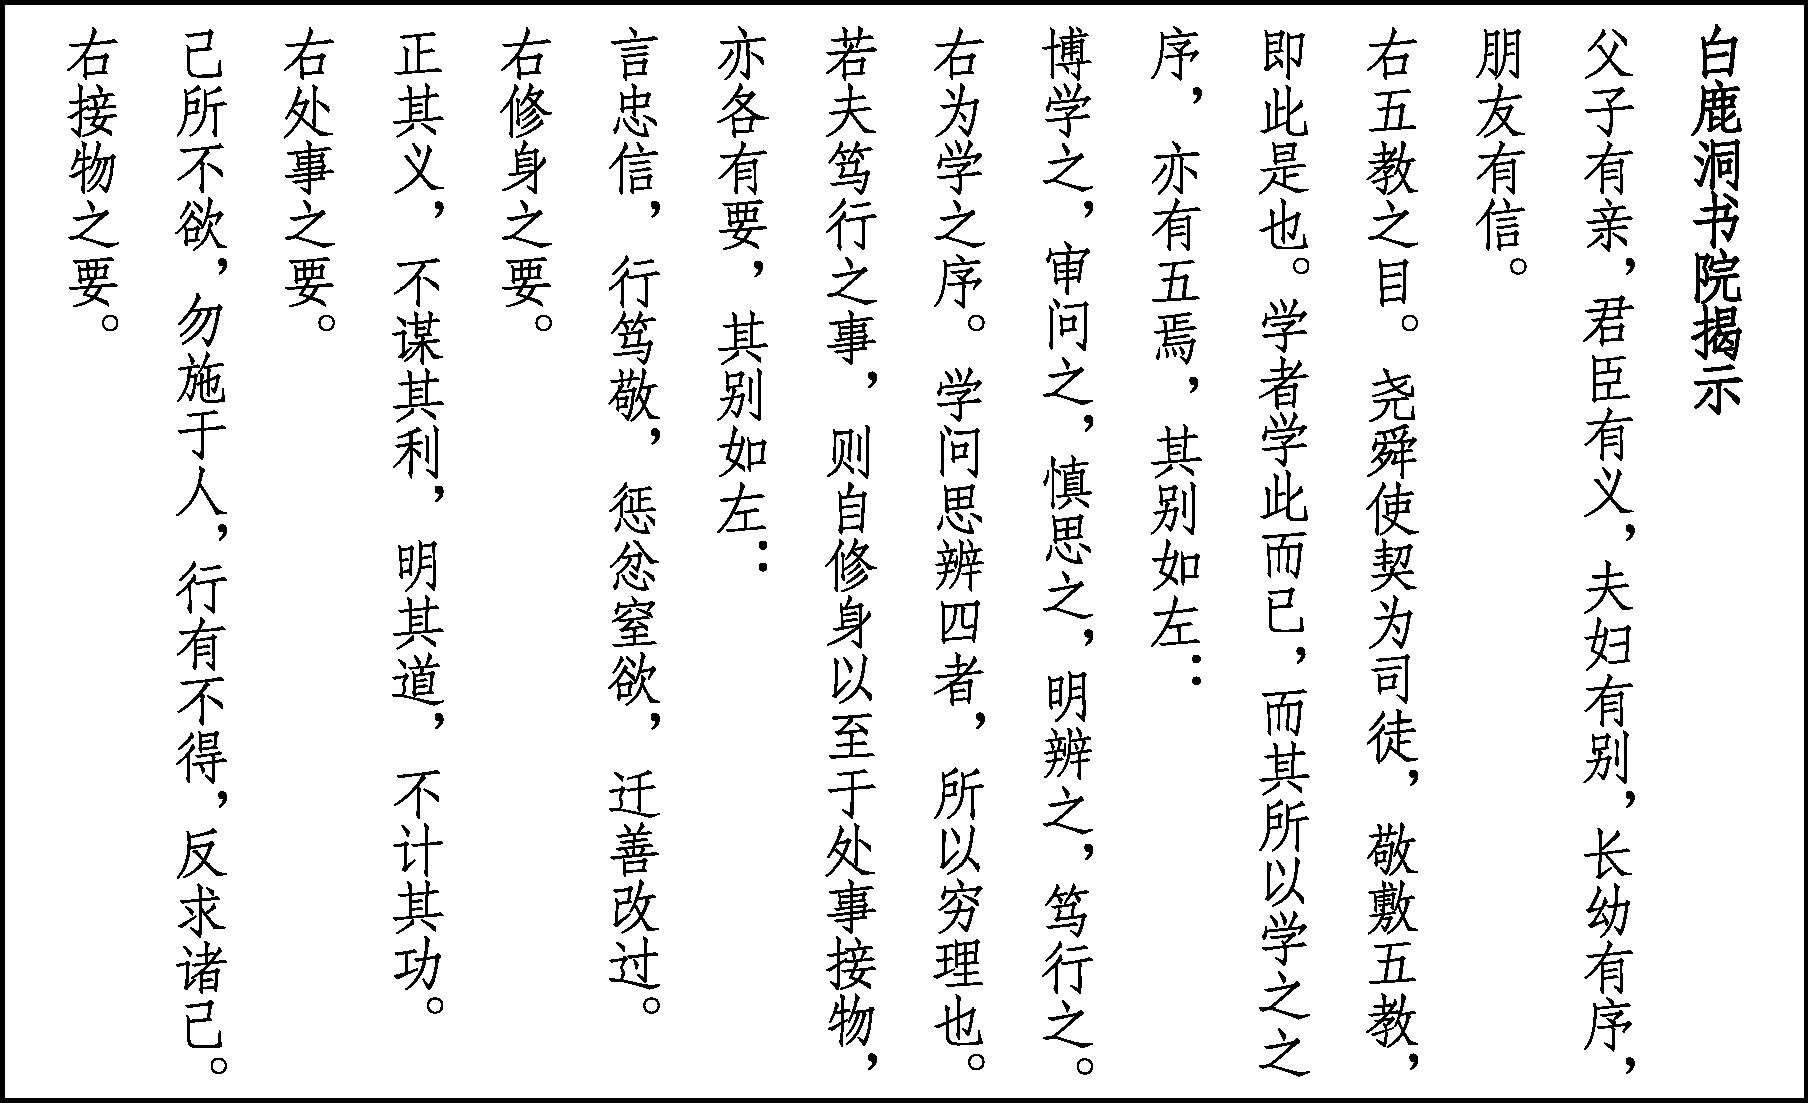 白鹿洞书院揭示
父子有亲，君臣有义，夫妇有别，长幼有序，
朋友有信。
右五教之目。尧舜使契为司徒，敬敷五教，
即此是也。学者学此而已，而其所以学之之
序，亦有五焉，其别如左：
博学之，审问之，慎思之，明辨之，笃行之。
右为学之序。学问思辨四者，所以穷理也。
若夫笃行之事，则自修身以至于处事接物，
亦各有要，其别如左：
言忠信，行笃敬，惩忿窒欲，迁善改过。
右修身之要。
正其义，不谋其利，明其道，不计其功。
右处事之要。
己所不欲，勿施于人，行有不得，反求诸己。
右接物之要。